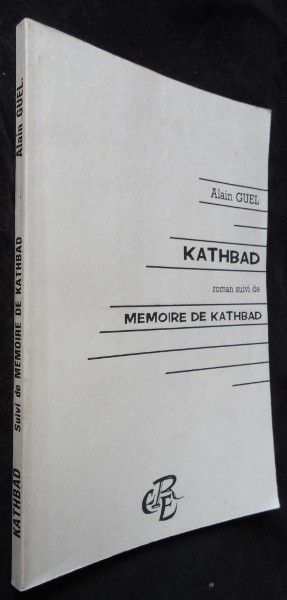 Alain GUEL
KATHBAD
roman suivi de
MEMOIRE DE KATHBAD
KATHBAD Suivi de MEMOIRE DE KATHBAD Alain GUEL.